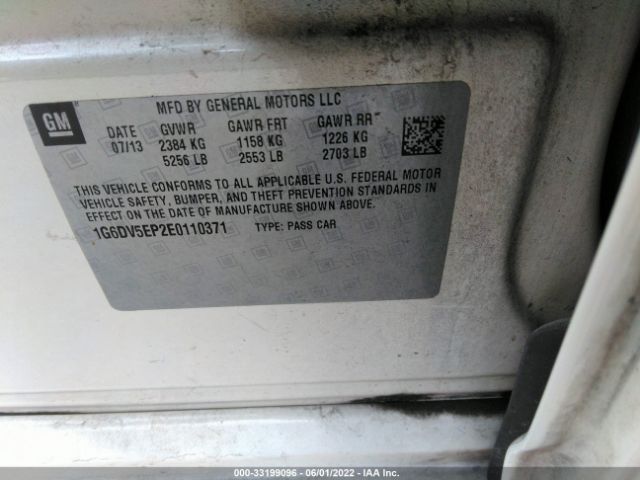 GM
MFD BY GENERAL MOTORS LLC
DATE GVWR GAWR FRT GAWR RR
07/13 2384 KG 1158 KG 1226 KG
5256 LB 2553 LB 2703 LB
THIS VEHICLE CONFORMS TO ALL APPLICABLE U.S. FEDERAL MOTOR
VEHICLE SAFETY, BUMPER, AND THEFT PREVENTION STANDARDS IN
EFFECT ON THE DATE OF MANUFACTURE SHOWN ABOVE.
1G6DV5EP2E0110371 TYPE: PASS CAR
000-33199096 - 06/01/2022 - IAA Inc.